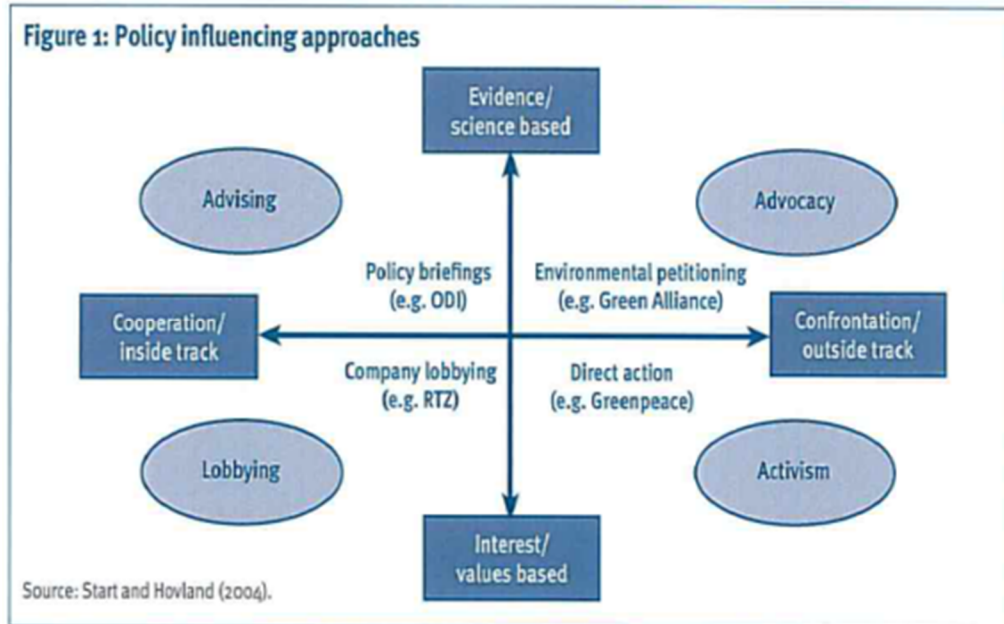 Figure 1: Policy influencing approaches
Evidence/
science based
Advising
Advocacy
Policy briefings
(e.g. ODI)
Environmental petitioning
(e.g. Green Alliance)
Cooperation/
inside track
Confrontation/
outside track
Company lobbying
(e.g. RTZ)
Direct action
(e.g. Greenpeace)
Lobbying
Activism
Interest/
values based
Source: Start and Hovland (2004).